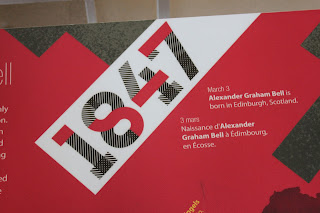 ell
1847
March 3
Alexander Graham Bell is
born in Edinburgh, Scotland.
3 mars
Naissance d'Alexander
Graham Bell à Édimbourg,
en Écosse.